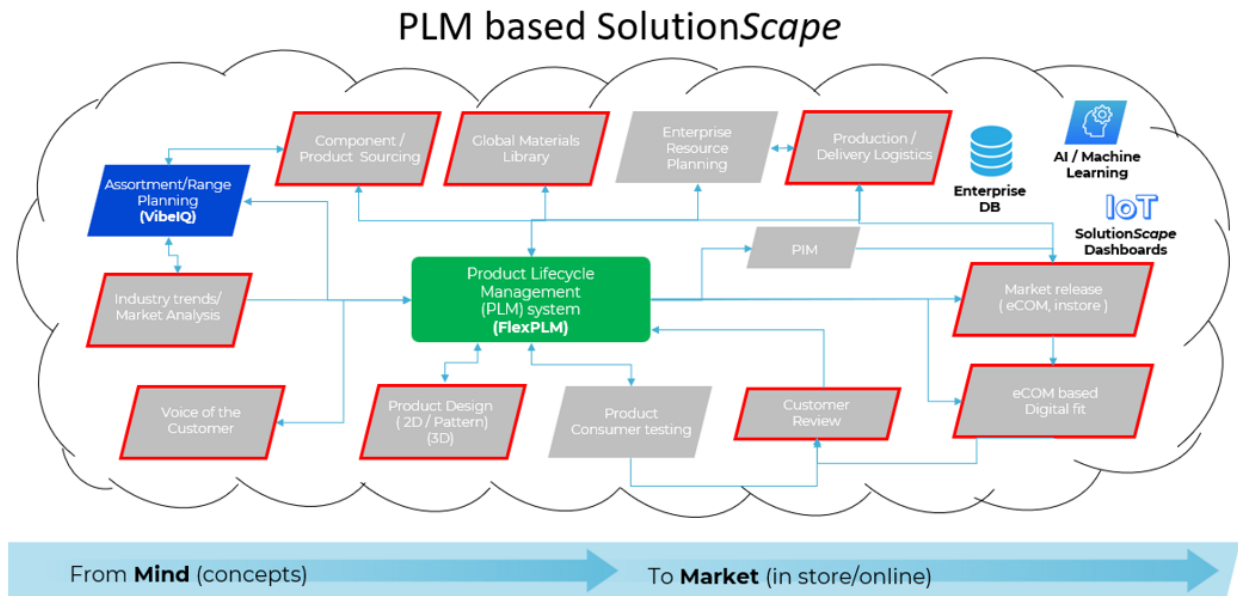 PLM based SolutionScape
Component /
Product Sourcing
Global Materials
Library
Enterprise
Resource
Planning
Production /
Delivery Logistics
AI / Machine
Learning
Enterprise
DB
IoT
SolutionScape
Dashboards
Assortment/Range
Planning
(VibeIQ)
PIM
Product Lifecycle
Management
(PLM) system
(FlexPLM)
Industry trends/
Market Analysis
Market release
( eCOM, instore )
Voice of the
Customer
Product Design
( 2D / Pattern)
(3D)
Product
Consumer testing
Customer
Review
eCOM based
Digital fit
From Mind (concepts)
To Market (in store/online)